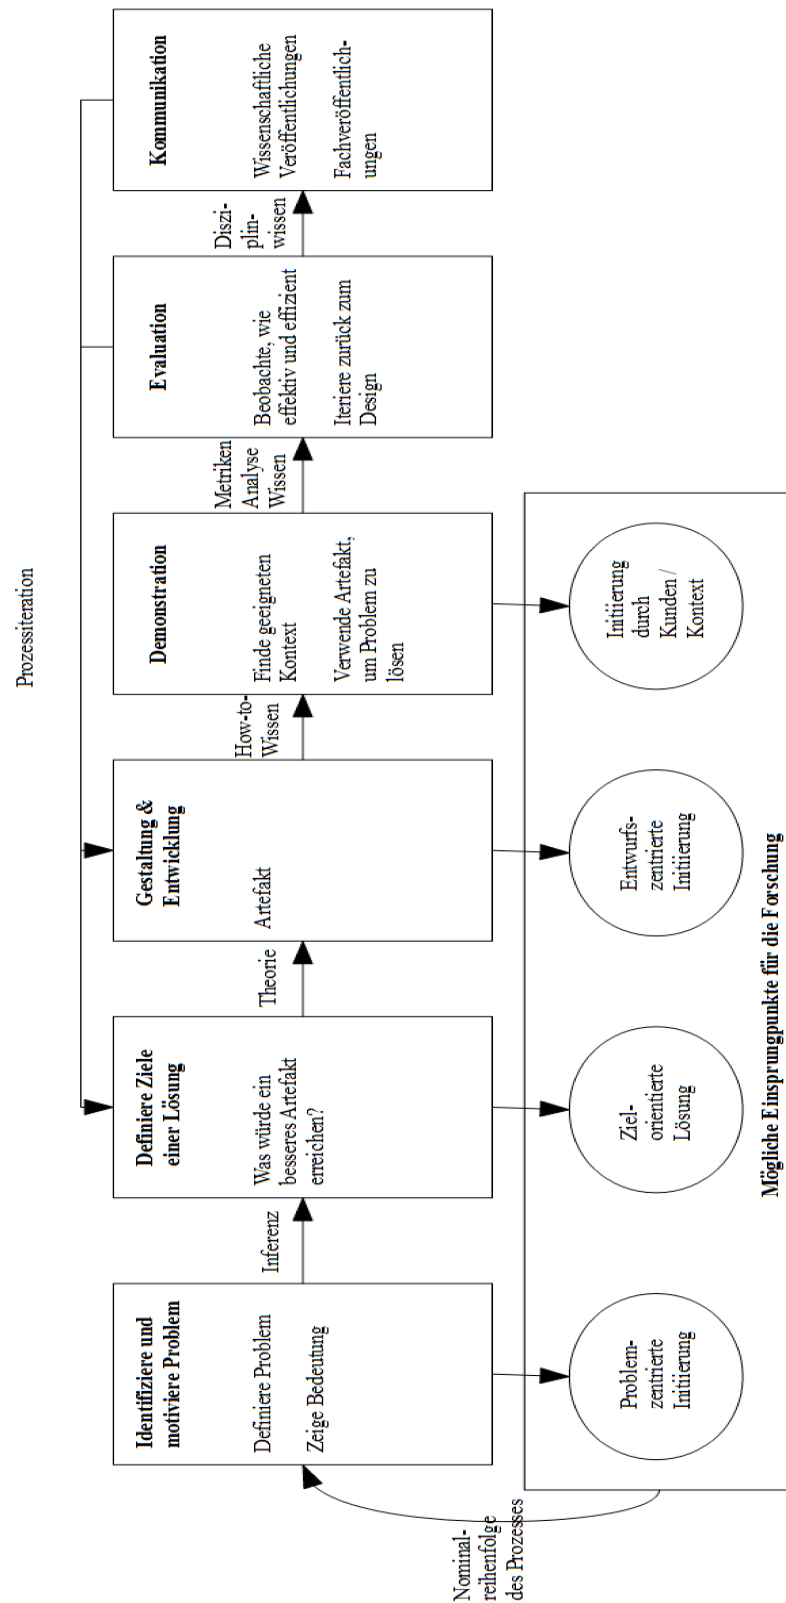 Prozessiteration
Identifiziere und
motiviere Problem
Definiere Problem
Zeige Bedeutung
Inferenz
Definiere Ziele
einer Lösung
Was würde ein
besseres Artefakt
erreichen?
Theorie
Gestaltung &
Entwicklung
Artefakt
How-to-
Wissen
Demonstration
Finde geeigneten
Kontext
Verwende Artefakt,
um Problem zu
lösen
Metriken
Analyse
Wissen
Evaluation
Beobachte, wie
effektiv und effizient
Iteriere zurück zum
Design
Diszi-
plin-
wissen
Kommunikation
Wissenschaftliche
Veröffentlichungen
Fachveröffentlich-
ungen
Nominal-
reihenfolge
des Prozesses
Problem-
zentrierte
Initiierung
Ziel-
orientierte
Lösung
Entwurfs-
zentrierte
Initiierung
Initiierung
durch
Kunden /
Kontext
Mögliche Einsprungpunkte für die Forschung